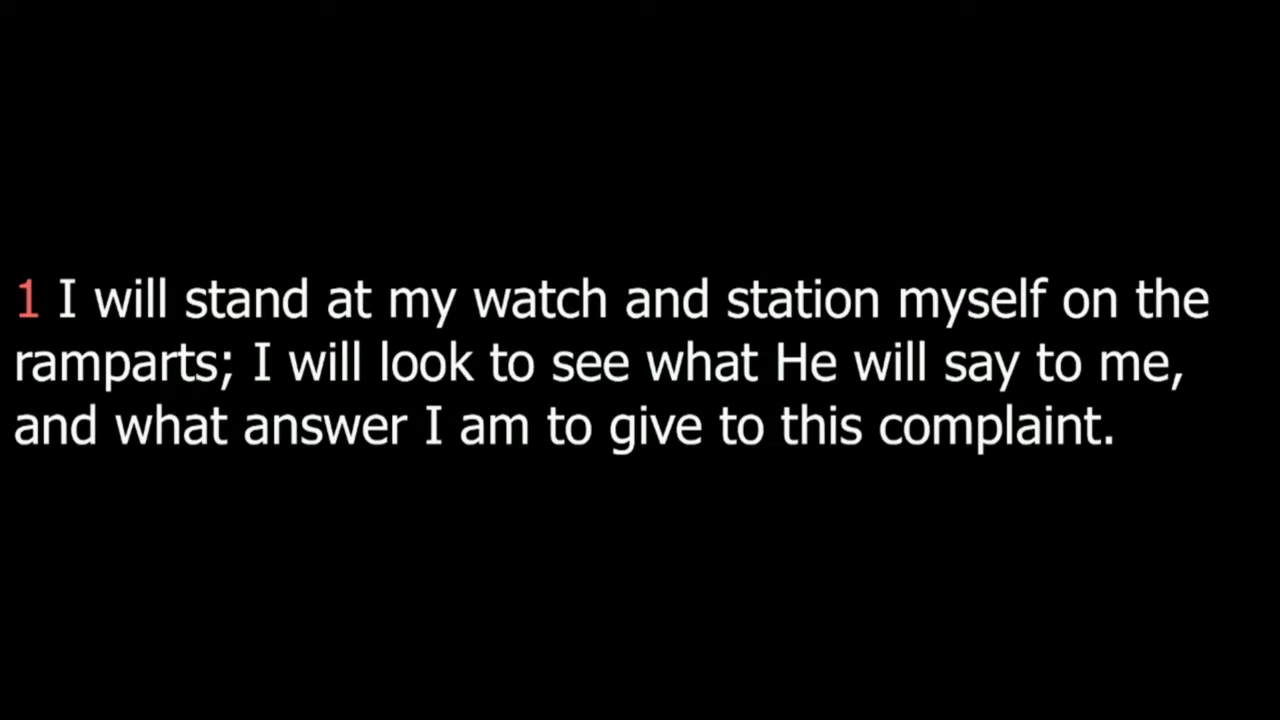 1 I will stand at my watch and station myself on the
ramparts; I will look to see what He will say to me,
and what answer I am to give to this complaint.